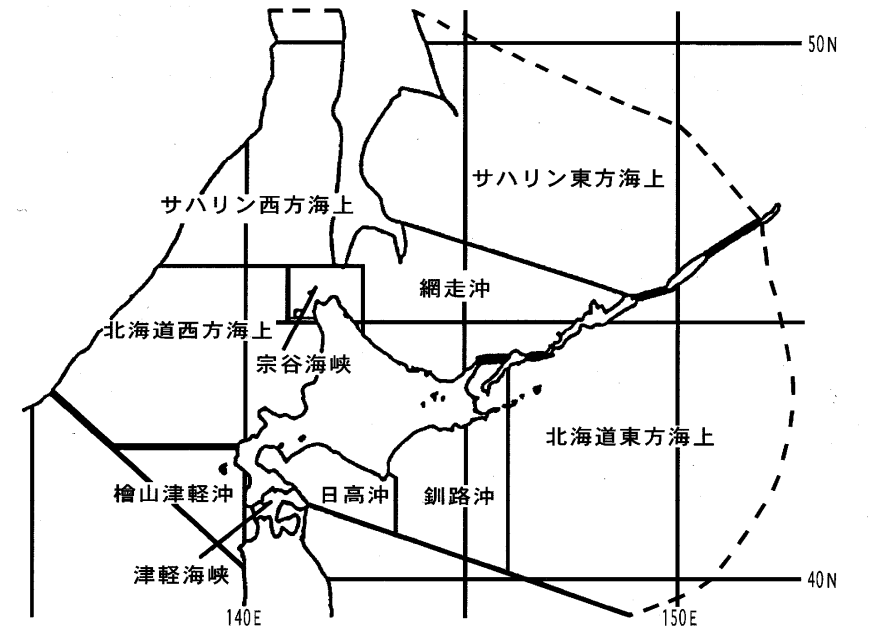 50N
サハリン東方海上
サハリン西方海上
網走沖
北海道西方海上
宗谷海峡
北海道東方海上
檜山津軽沖
日高沖
釧路沖
津軽海峡
40N
140E
150E